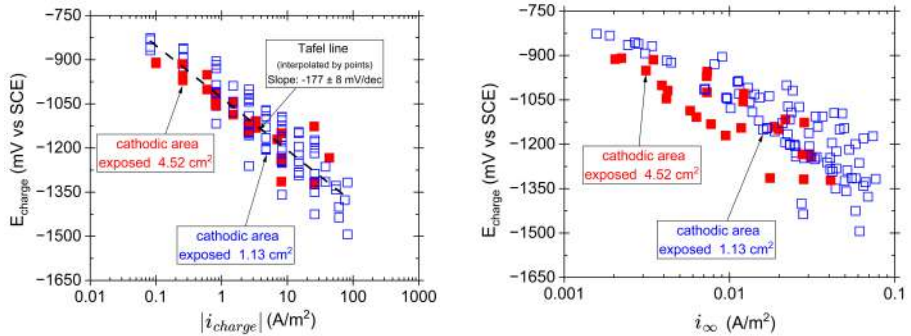 -750
-900
-1050
-1200
-1350
-1500
-1650
E_charge (mV vs SCE)
Tafel line
(interpolated by points)
Slope: -177 ± 8 mV/dec
cathodic area
exposed 4.52 cm²
cathodic area
exposed 1.13 cm²
0.01 0.1 1 10 100 1000
|i_charge| (A/m²)
-750
-900
-1050
-1200
-1350
-1500
-1650
E_charge (mV vs SCE)
cathodic area
exposed 4.52 cm²
cathodic area
exposed 1.13 cm²
0.001 0.01 0.1
i_∞ (A/m²)